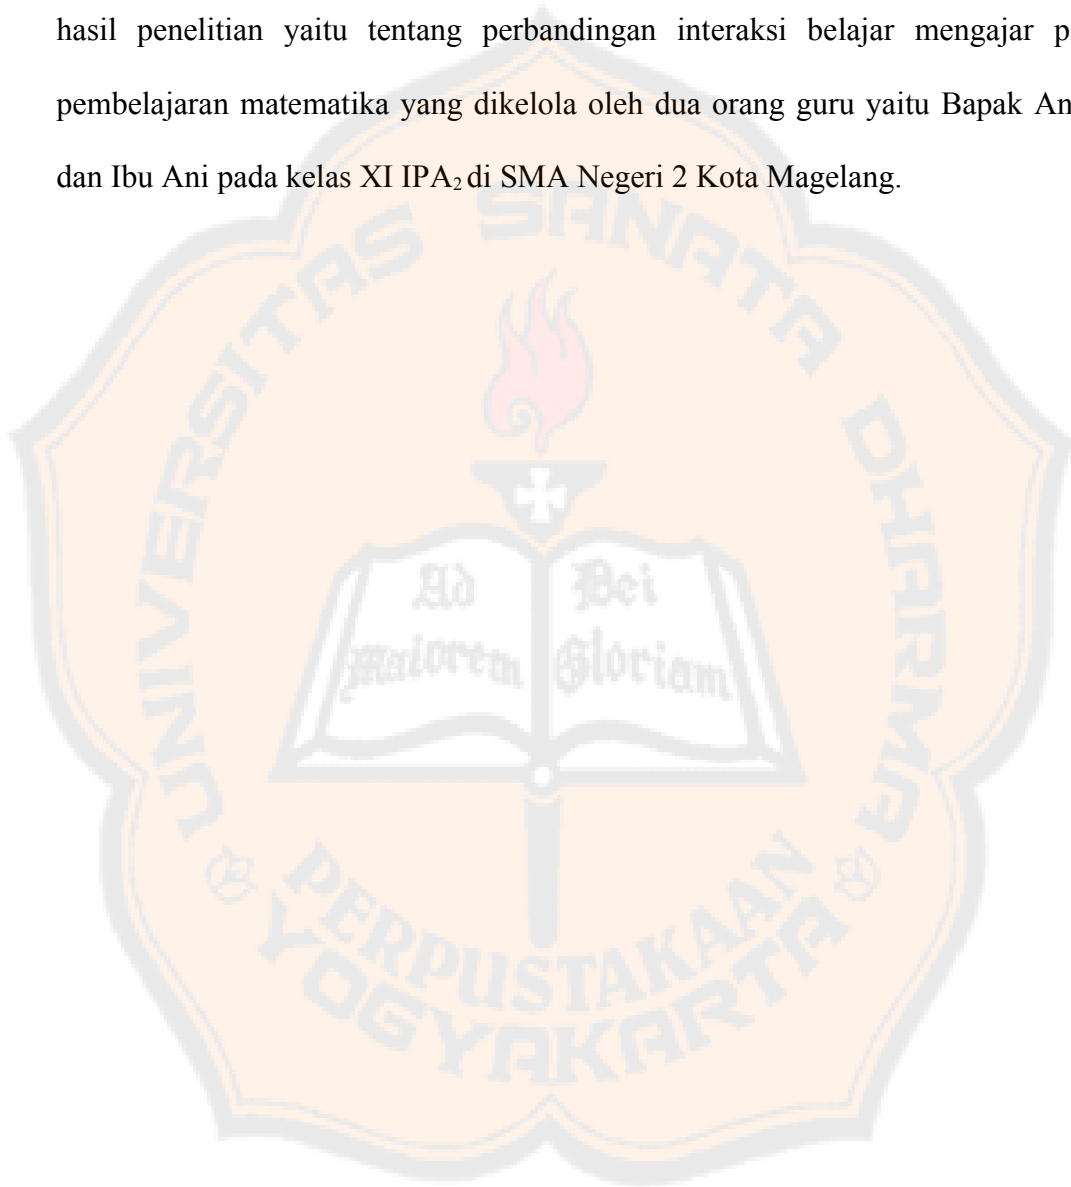 hasil penelitian yaitu tentang perbandingan interaksi belajar mengajar
pembelajaran matematika yang dikelola oleh dua orang guru yaitu Bapak
dan Ibu Ani pada kelas XI IPA₂ di SMA Negeri 2 Kota Magelang.
UNIVERSITAS SANATA DHARMA
Ad Dei
Maiorem Gloriam
PERPUSTAKAAN
YOGYAKARTA